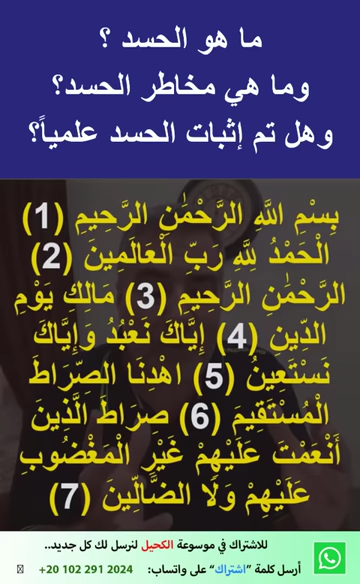 ما هو الحسد ؟
وما هي مخاطر الحسد؟
وهل تم إثبات الحسد علمياً؟
بِسْمِ اللَّهِ الرَّحْمَٰنِ الرَّحِيمِ (1)
الْحَمْدُ لِلَّهِ رَبِّ الْعَالَمِينَ (2)
الرَّحْمَٰنِ الرَّحِيمِ (3) مَالِكِ يَوْمِ
الدِّينِ (4) إِيَّاكَ نَعْبُدُ وَإِيَّاكَ
نَسْتَعِينُ (5) اهْدِنَا الصِّرَاطَ
الْمُسْتَقِيمَ (6) صِرَاطَ الَّذِينَ
أَنْعَمْتَ عَلَيْهِمْ غَيْرِ الْمَغْضُوبِ
عَلَيْهِمْ وَلَا الضَّالِّينَ (7)
للاشتراك في موسوعة الكحيل لنرسل لك كل جديد..
أرسل كلمة "اشتراك" على واتساب: +20 102 291 2024